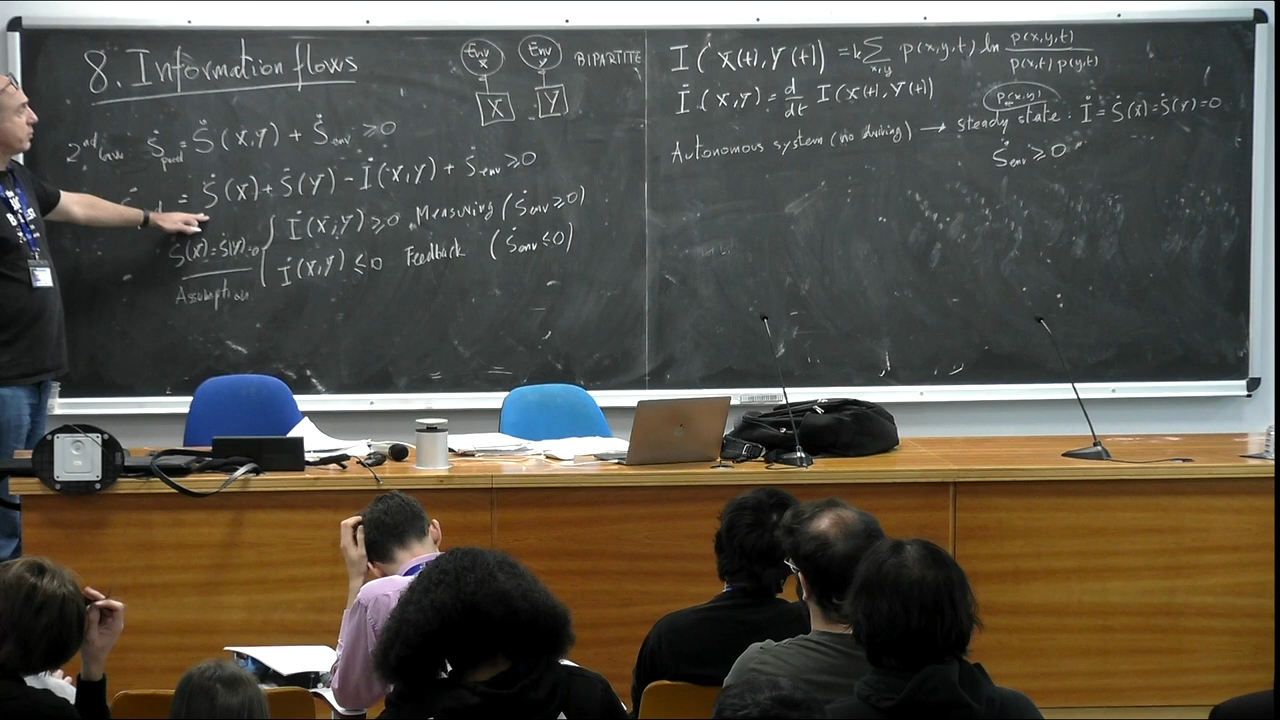 8. Information flows
2nd law Ṡprod = Ṡ(X,Y) + Ṡenv ≥ 0
= Ṡ(X) + Ṡ(Y) - İ(X,Y) + Ṡenv ≥ 0
Ṡ(X) = Ṡ(Y) = 0
Assumption
{ İ(X,Y) ≥ 0 Measuring (Ṡenv ≥ 0)
İ(X,Y) ≤ 0 Feedback (Ṡenv ≤ 0)
Env X Env Y BIPARTITE
X Y
I(X(t), Y(t)) = k∑x,y p(x,y,t) ln p(x,y,t) / p(x,t) p(y,t)
İ(X,Y) = d/dt I(X(t), Y(t))
p(x,y)
Autonomous system (no driving) → steady state: İ = Ṡ(X) = Ṡ(Y) = 0
Ṡenv ≥ 0